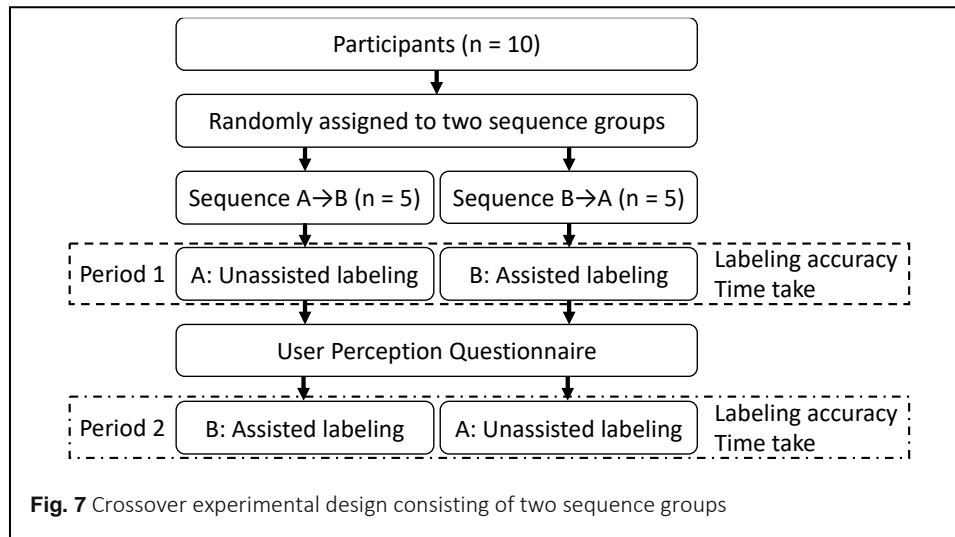 Participants (n = 10)
Randomly assigned to two sequence groups
Sequence A→B (n = 5)
Sequence B→A (n = 5)
Period 1
A: Unassisted labeling
B: Assisted labeling
Labeling accuracy
Time take
User Perception Questionnaire
Period 2
B: Assisted labeling
A: Unassisted labeling
Labeling accuracy
Time take
Fig. 7 Crossover experimental design consisting of two sequence groups